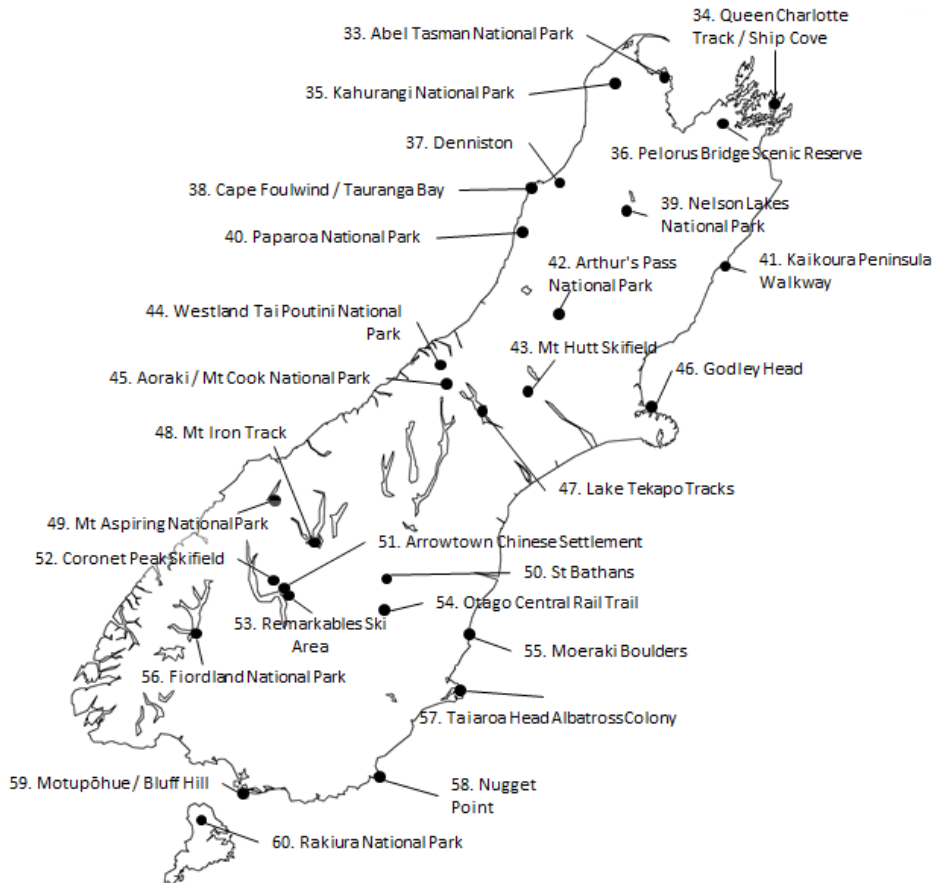 34. Queen Charlotte
Track / Ship Cove
33. Abel Tasman National Park
35. Kahurangi National Park
37. Denniston
36. Pelorus Bridge Scenic Reserve
38. Cape Foulwind / Tauranga Bay
39. Nelson Lakes
National Park
40. Paparoa National Park
41. Kaikoura Peninsula
Walkway
42. Arthur's Pass
National Park
44. Westland Tai Poutini National
Park
43. Mt Hutt Skifield
45. Aoraki / Mt Cook National Park
46. Godley Head
48. Mt Iron Track
47. Lake Tekapo Tracks
49. Mt Aspiring National Park
51. Arrowtown Chinese Settlement
52. Coronet Peak Skifield
50. St Bathans
54. Otago Central Rail Trail
53. Remarkables Ski
Area
55. Moeraki Boulders
56. Fiordland National Park
57. Taiaroa Head Albatross Colony
59. Motupōhue / Bluff Hill
58. Nugget
Point
60. Rakiura National Park